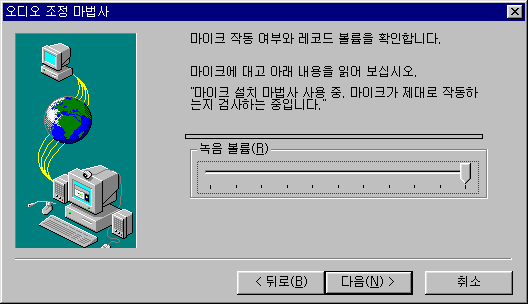 오디오 조정 마법사
마이크 작동 여부와 레코드 볼륨을 확인합니다.
마이크에 대고 아래 내용을 읽어 보십시오.
"마이크 설치 마법사 사용 중. 마이크가 제대로 작동하
는지 검사하는 중입니다."
녹음 볼륨(R)
< 뒤로(B)
다음(N) >
취소